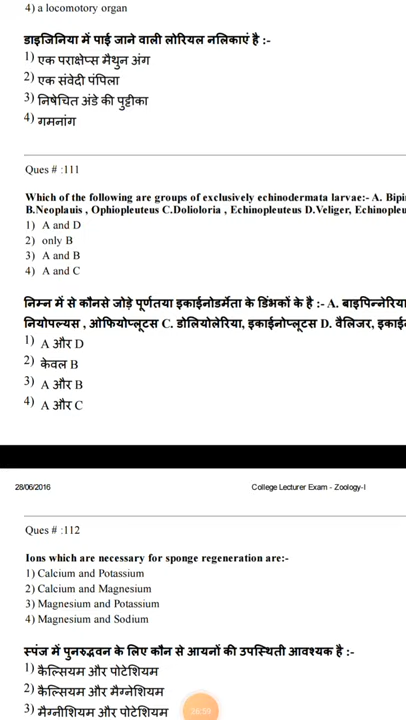 4) a locomotory organ
डाइजिनिया में पाई जाने वाली लोरियल नलिकाएं है :-
1) एक पराक्षेप्स मैथुन अंग
2) एक संवेदी पंपिला
3) निषेचित अंडे की पुट्टीका
4) गमनांग
Ques # :111
Which of the following are groups of exclusively echinodermata larvae:- A. Bipi
B.Neoplauis , Ophiopleuteus C.Dolioloria , Echinopleuteus D.Veliger, Echinopleu
1) A and D
2) only B
3) A and B
4) A and C
निम्न में से कौनसे जोड़े पूर्णतया इकाईनोडर्मेता के डिंभकों के है :- A. बाइपिन्नेरिया
नियोपल्यस , ओफियोप्लूटस C. डोलियोलेरिया, इकाईनोप्लूटस D. वैलिजर, इकाई
1) A और D
2) केवल B
3) A और B
4) A और C
28/06/2016 College Lecturer Exam - Zoology-I
Ques # :112
Ions which are necessary for sponge regeneration are:-
1) Calcium and Potassium
2) Calcium and Magnesium
3) Magnesium and Potassium
4) Magnesium and Sodium
स्पंज में पुनरुद्भवन के लिए कौन से आयनों की उपस्थिती आवश्यक है :-
1) कैल्सियम और पोटेशियम
2) कैल्सियम और मैग्नेशियम
3) मैग्नीशियम और पोटेशियम